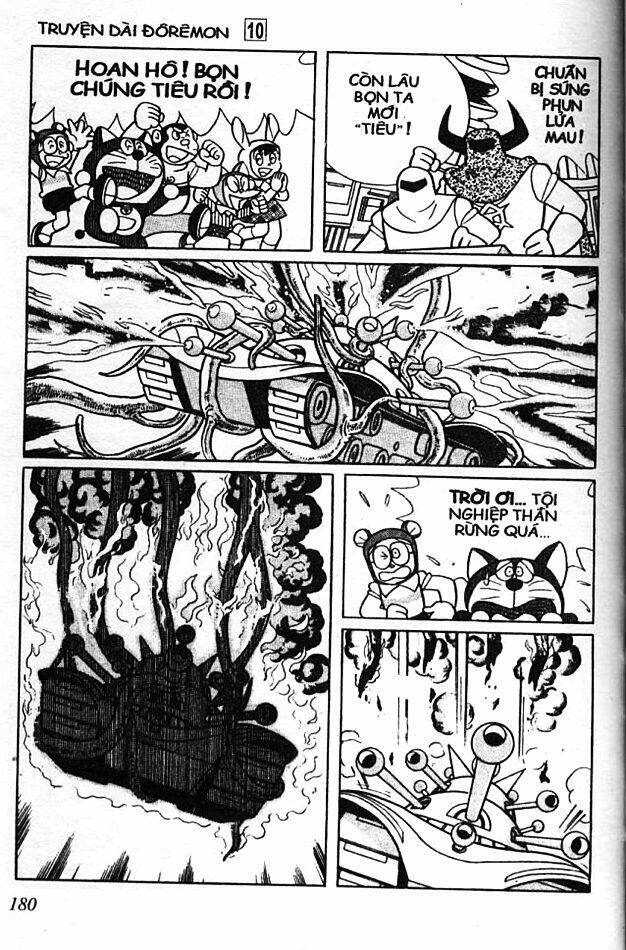 TRUYỆN DÀI ĐÔRÊMON 10
HOAN HÔ! BỌN
CHÚNG TIÊU RỒI!
CÒN LÂU
BỌN TA
MỚI
"TIÊU"!
CHUẨN
BỊ SÚNG
PHUN
LỬA
MAU!
TRỜI ƠI... TỘI
NGHIỆP THẦN
RỪNG QUÁ...
180